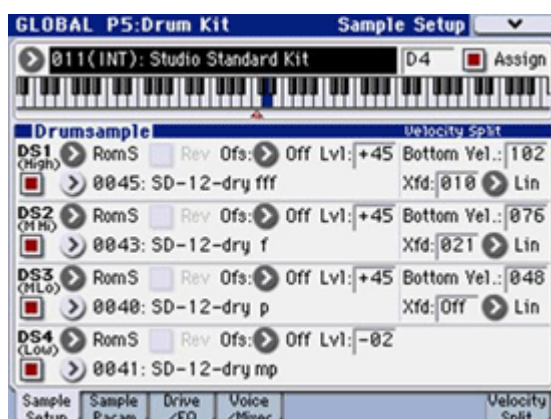 GLOBAL P5:Drum Kit Sample Setup
011(INT): Studio Standard Kit D4 Assign
Drumsample Velocity Split
DS1 RomS Rev Ofs: Off Lvl: +45 Bottom Vel.: 102
(High) 0045: SD-12-dry fff Xfd: 010 Lin
DS2 RomS Rev Ofs: Off Lvl: +45 Bottom Vel.: 076
(M Hi) 0043: SD-12-dry f Xfd: 021 Lin
DS3 RomS Rev Ofs: Off Lvl: +45 Bottom Vel.: 048
(MLo) 0040: SD-12-dry p Xfd: Off Lin
DS4 RomS Rev Ofs: Off Lvl: -02
(Low) 0041: SD-12-dry mp
Sample Sample Drive Voice Velocity
Setup Param /EQ /Mixer Split